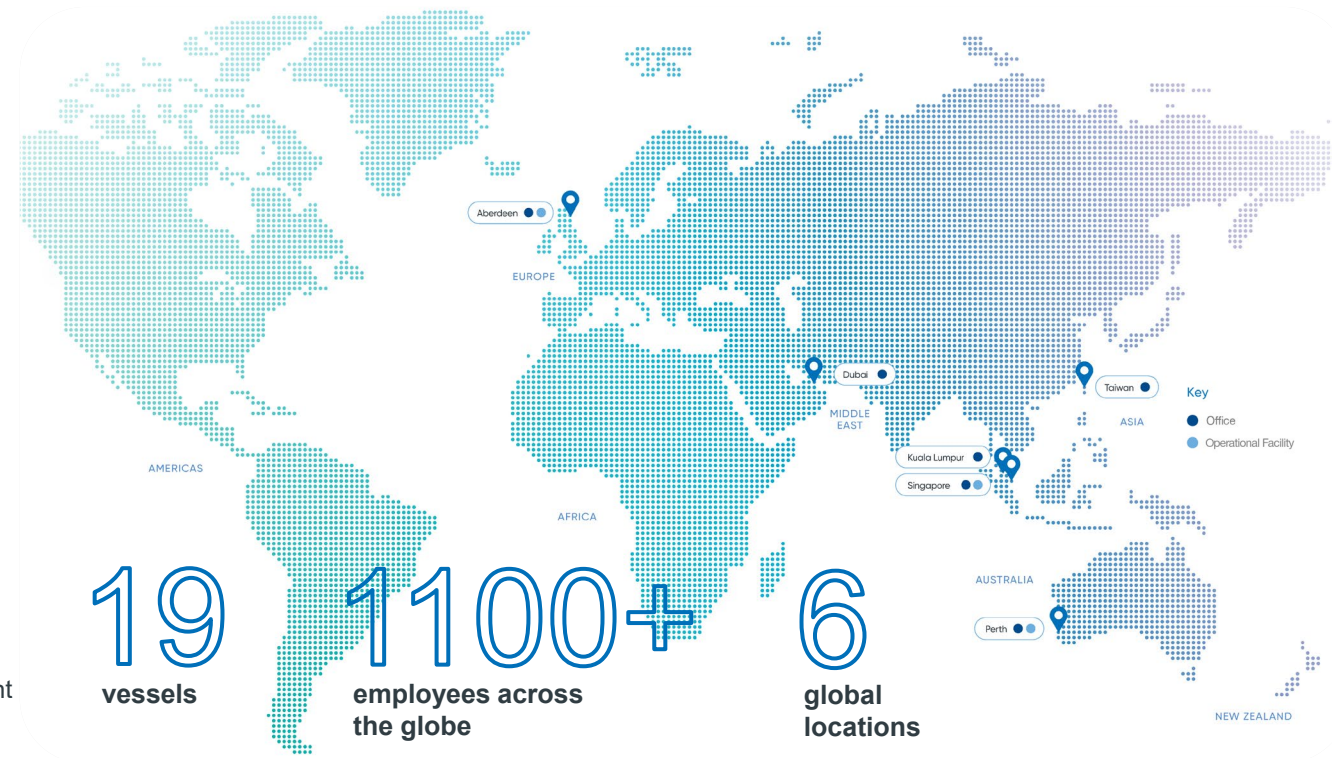 Aberdeen
EUROPE
Dubai
MIDDLE
EAST
Taiwan
Key
Office
Operational Facility
ASIA
Kuala Lumpur
Singapore
AMERICAS
AFRICA
AUSTRALIA
Perth
NEW ZEALAND
19
vessels
1100+
employees across
the globe
6
global
locations